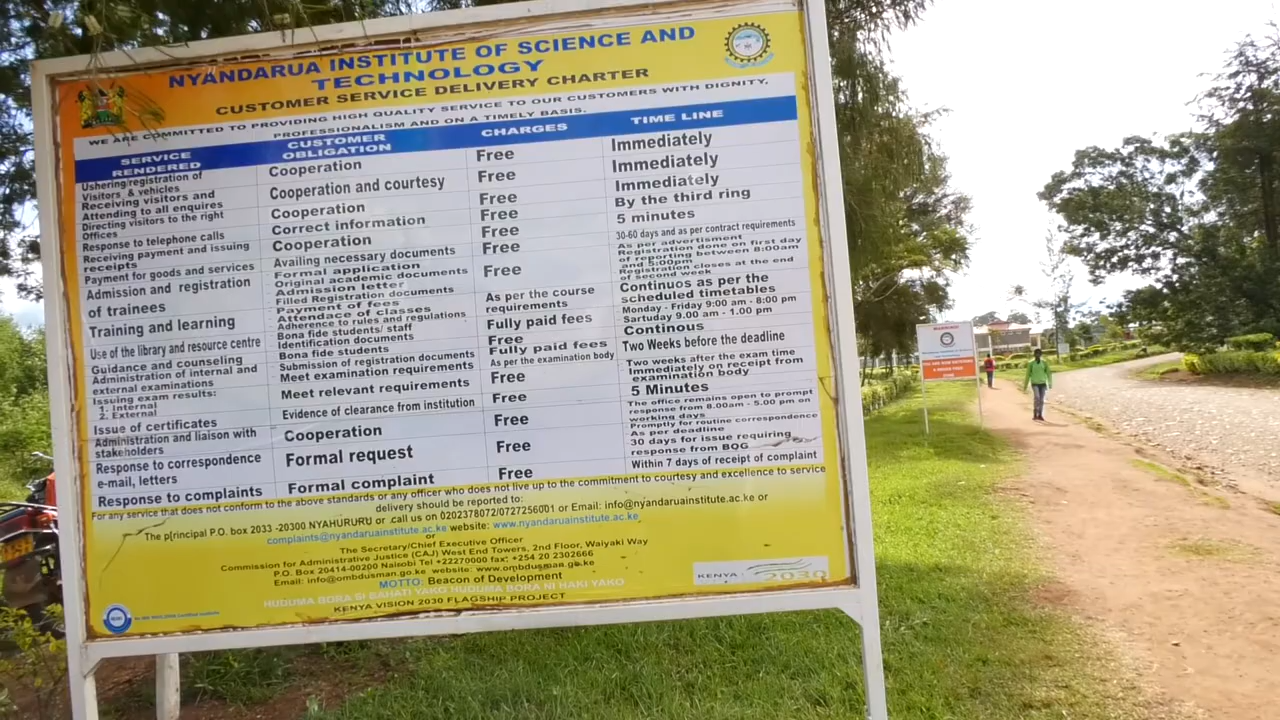 NYANDARUA INSTITUTE OF SCIENCE AND
TECHNOLOGY
CUSTOMER SERVICE DELIVERY CHARTER
WE ARE COMMITTED TO PROVIDING HIGH QUALITY SERVICE TO OUR CUSTOMERS WITH DIGNITY,
PROFESSIONALISM AND ON A TIMELY BASIS.
SERVICE RENDERED
CUSTOMER OBLIGATION
CHARGES
TIME LINE
Ushering/registration of
Visitors & vehicles
Cooperation
Free
Immediately
Receiving visitors and
Attending to all enquires
Cooperation and courtesy
Free
Immediately
Directing visitors to the right
Offices
Cooperation
Free
Immediately
Response to telephone calls
Correct information
Free
By the third ring
Receiving payment and issuing
receipts
Cooperation
Free
5 minutes
Payment for goods and services
Availing necessary documents
Free
30-60 days and as per contract requirements
Admission and registration
of trainees
Formal application
Original academic documents
Admission letter
Filled Registration documents
Free
As per advertisment
Registration done on first day
of reporting between 8:00am
and 5:00pm
Registration closes at the end
of second week
Training and learning
Payment of fees
Attendace of classes
Adherence to rules and regulations
As per the course
requirements
Continuos as per the
scheduled timetables
Use of the library and resource centre
Bona fide students/ staff
Identification documents
Fully paid fees
Monday - Friday 9:00 am - 8:00 pm
Sartuday 9.00 am - 1.00 pm
Guidance and counseling
Bona fide students
Free
Continous
Administration of internal and
external examinations
Submission of registration documents
Fully paid fees
Two Weeks before the deadline
Issuing exam results:
1. Internal
2. External
Meet examination requirements
As per the examination body
Two weeks after the exam time
Immediately on receipt from
examination body
Issue of certificates
Meet relevant requirements
Free
5 Minutes
Administration and liaison with
stakeholders
Evidence of clearance from institution
Free
The office remains open to prompt
response from 8.00am - 5.00 pm on
working days
Response to correspondence
e-mail, letters
Cooperation
Free
Promptly for routine correspondence
As per deadline
Formal request
Free
30 days for issue requiring
response from BOG
Response to complaints
Formal complaint
Free
Within 7 days of receipt of complaint
For any service that does not conform to the above standards or any officer who does not live up to the commitment to courtesy and excellence to service
delivery should be reported to:
The p[rincipal P.O. box 2033 -20300 NYAHURURU or call us on 0202378072/0727256001 or Email: info@nyandaruainstitute.ac.ke or
complaints@nyandaruainstitute.ac.ke website: www.nyandaruainstitute.ac.ke
or
The Secretary/Chief Executive Officer
Commission for Administrative Justice (CAJ) West End Towers, 2nd Floor, Waiyaki Way
P.O. Box 20414-00200 Naiobi Tel +22270000 fax: +254 20 2302666
Email: info@ombdusman.go.ke website: www.ombdusman.go.ke
MOTTO: Beacon of Development
HUDUMA BORA SI BAHATI YAKO HUDUMA BORA NI HAKI YAKO
KENYA VISION 2030 FLAGSHIP PROJECT
KENYA
2030